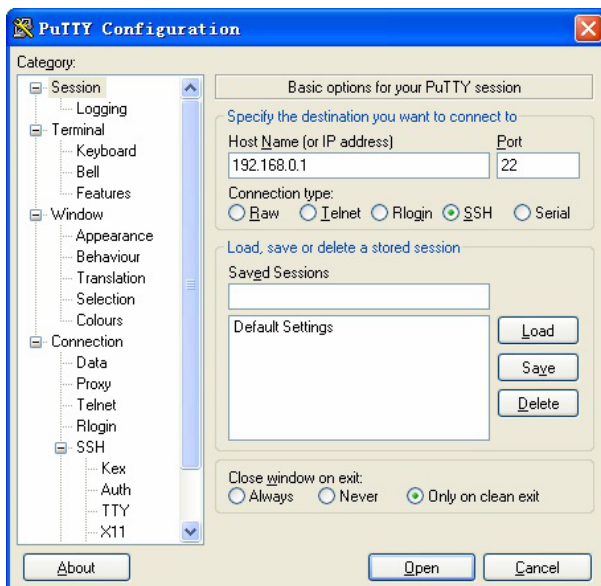 PuTTY Configuration
Category:
Session
Logging
Terminal
Keyboard
Bell
Features
Window
Appearance
Behaviour
Translation
Selection
Colours
Connection
Data
Proxy
Telnet
Rlogin
SSH
Kex
Auth
TTY
X11
Basic options for your PuTTY session
Specify the destination you want to connect to
Host Name (or IP address) Port
192.168.0.1 22
Connection type:
Raw Telnet Rlogin SSH Serial
Load, save or delete a stored session
Saved Sessions
Default Settings
Load
Save
Delete
Close window on exit:
Always Never Only on clean exit
About Open Cancel